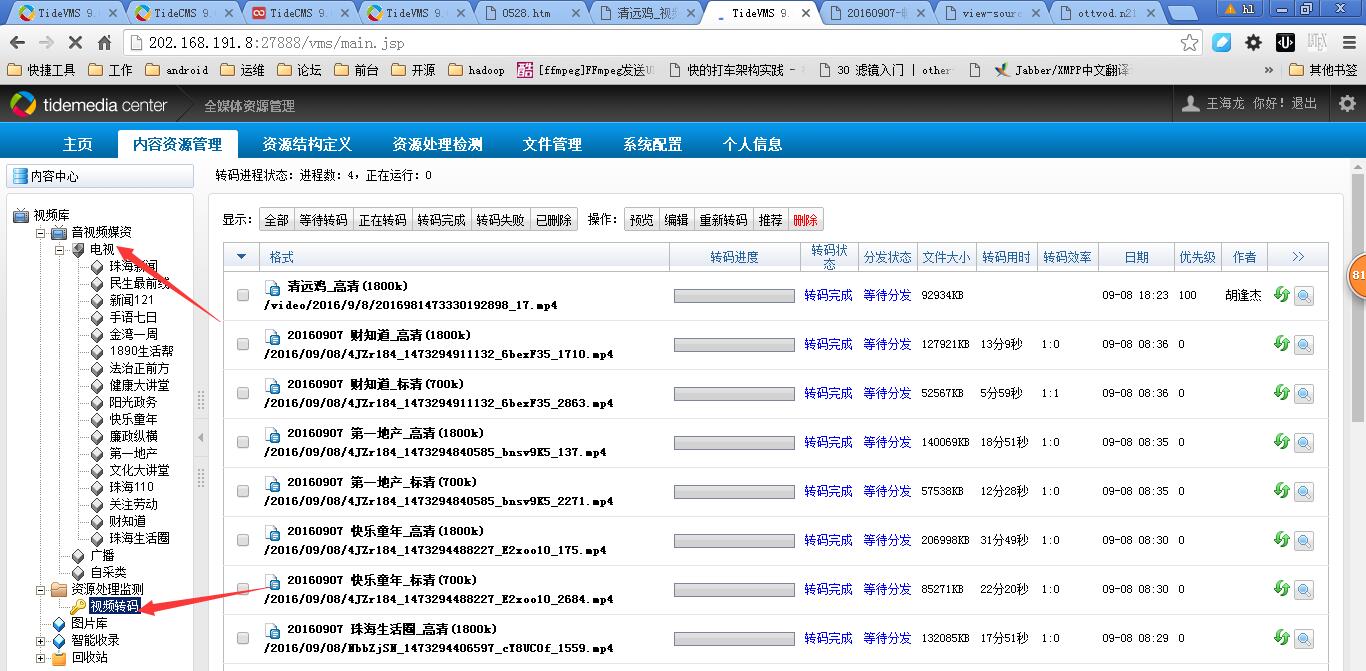 TideVMS 9. TideCMS 9. TideCMS 9. TideVMS 9. 0528.htm 清远鸡_视 TideVMS 9. 20160907- view-sour ottvod.n21 h1
202.168.191.8:27888/vms/main.jsp
快捷工具 工作 android 运维 论坛 前台 开源 hadoop [ffmpeg]FFmpeg发送 快的打车架构实践 - 30 滤镜入门 | other Jabber/XMPP中文翻译 » 其他书签
tidemedia center 全媒体资源管理 王海龙 你好! 退出
主页 内容资源管理 资源结构定义 资源处理检测 文件管理 系统配置 个人信息
内容中心
视频库
音视频媒资
电视
珠海新闻
民生最前线
新闻121
手语七日
金湾一周
1890生活帮
法治正前方
健康大讲堂
阳光政务
快乐童年
廉政纵横
第一地产
文化大讲堂
珠海110
关注劳动
财知道
珠海生活圈
广播
自采类
资源处理监测
视频转码
图片库
智能收录
回收站
转码进程状态: 进程数: 4, 正在运行: 0
显示: 全部 等待转码 正在转码 转码完成 转码失败 已删除 操作: 预览 编辑 重新转码 推荐 删除
格式 转码进度 转码状态 分发状态 文件大小 转码用时 转码效率 日期 优先级 作者 >>
清远鸡_高清(1800k)
/video/2016/9/8/2016981473330192898_17.mp4 转码完成 等待分发 92934KB 09-08 18:23 100 胡逢杰
20160907 财知道_高清(1800k)
/2016/09/08/4JZr184_1473294911132_6bexF35_1710.mp4 转码完成 等待分发 127921KB 13分9秒 1:0 09-08 08:36 0
20160907 财知道_标清(700k)
/2016/09/08/4JZr184_1473294911132_6bexF35_2863.mp4 转码完成 等待分发 52567KB 5分59秒 1:1 09-08 08:36 0
20160907 第一地产_高清(1800k)
/2016/09/08/4JZr184_1473294840585_bnsv9K5_137.mp4 转码完成 等待分发 140069KB 18分51秒 1:0 09-08 08:35 0
20160907 第一地产_标清(700k)
/2016/09/08/4JZr184_1473294840585_bnsv9K5_2271.mp4 转码完成 等待分发 57538KB 12分28秒 1:0 09-08 08:35 0
20160907 快乐童年_高清(1800k)
/2016/09/08/4JZr184_1473294488227_E2xoo10_175.mp4 转码完成 等待分发 206998KB 31分49秒 1:0 09-08 08:30 0
20160907 快乐童年_标清(700k)
/2016/09/08/4JZr184_1473294488227_E2xoo10_2684.mp4 转码完成 等待分发 85271KB 22分20秒 1:0 09-08 08:30 0
20160907 珠海生活圈_高清(1800k)
/2016/09/08/NbbZjSN_1473294406597_cY8UCOf_1559.mp4 转码完成 等待分发 132085KB 17分51秒 1:0 09-08 08:29 0
81